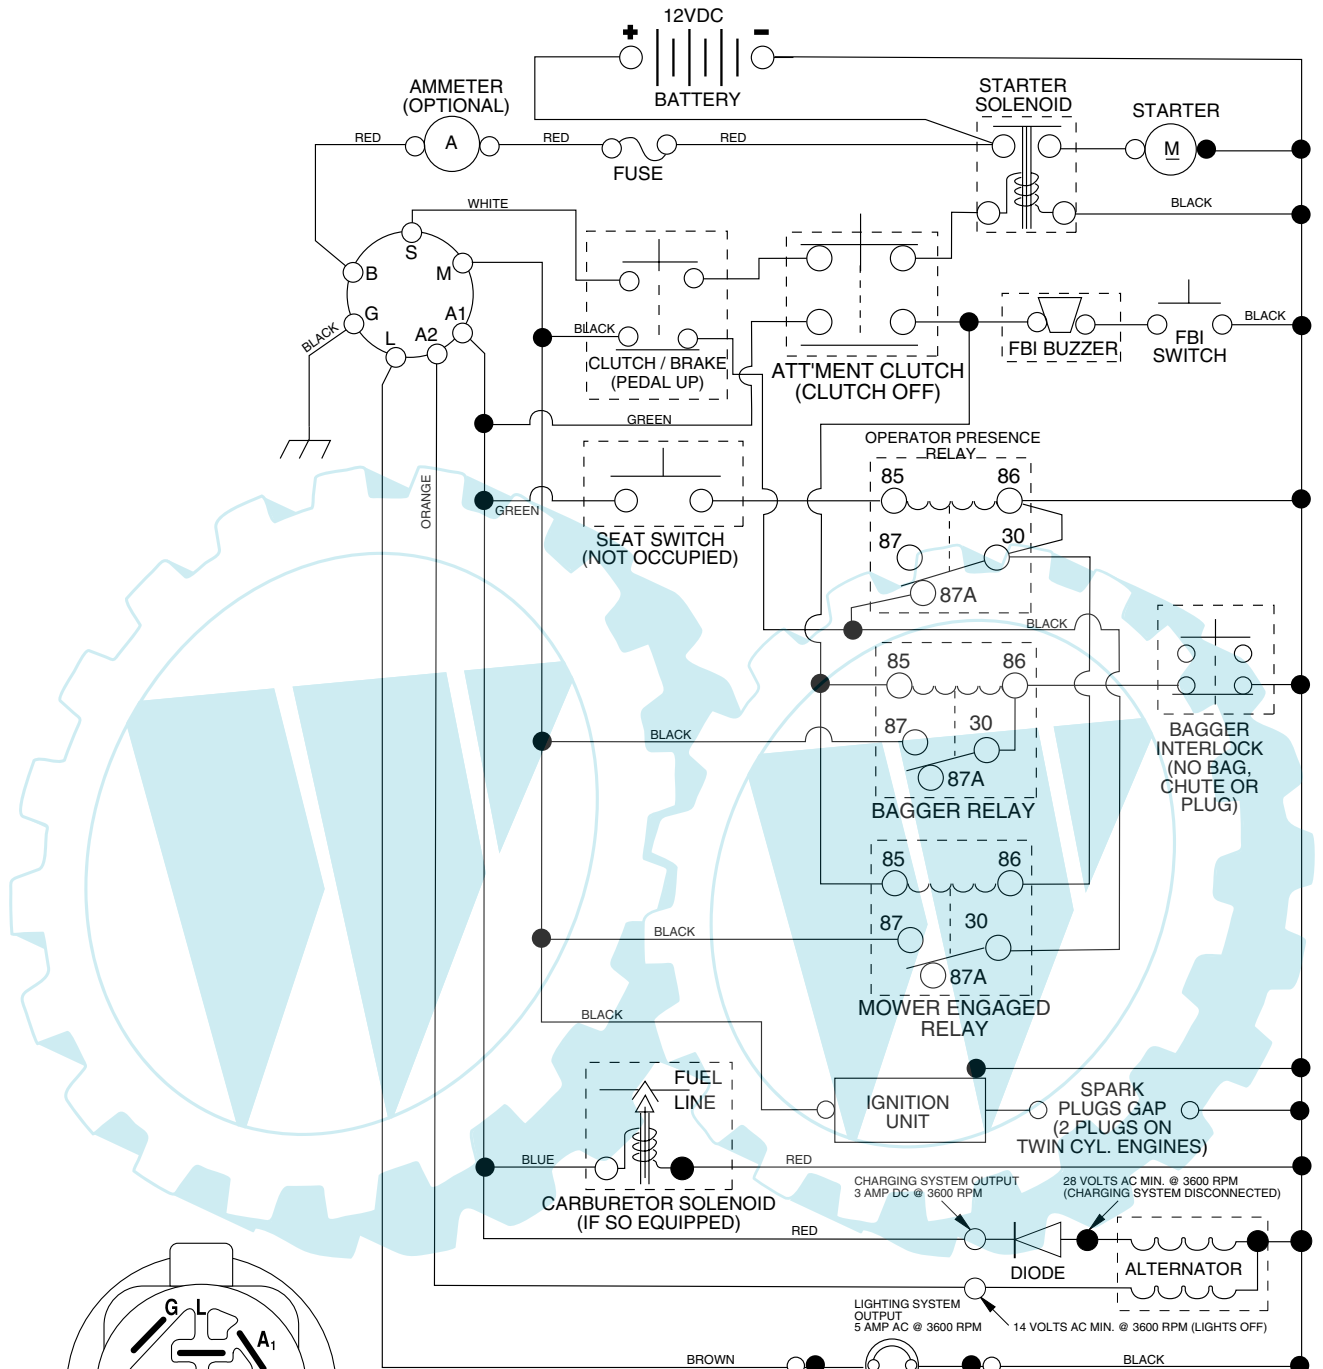 12VDC
+
-
BATTERY
AMMETER
(OPTIONAL)
A
RED
RED
RED
FUSE
STARTER
SOLENOID
STARTER
M
BLACK
WHITE
S
B
M
G
A1
A2
L
BLACK
BLACK
CLUTCH / BRAKE
(PEDAL UP)
ATT'MENT CLUTCH
(CLUTCH OFF)
FBI BUZZER
FBI
SWITCH
BLACK
GREEN
OPERATOR PRESENCE
RELAY
85
86
87
30
87A
ORANGE
GREEN
SEAT SWITCH
(NOT OCCUPIED)
BLACK
85
86
87
30
87A
BAGGER RELAY
BLACK
BAGGER
INTERLOCK
(NO BAG,
CHUTE OR
PLUG)
85
86
87
30
87A
MOWER ENGAGED
RELAY
BLACK
BLACK
FUEL
LINE
IGNITION
UNIT
SPARK
PLUGS GAP
(2 PLUGS ON
TWIN CYL. ENGINES)
BLUE
RED
CARBURETOR SOLENOID
(IF SO EQUIPPED)
CHARGING SYSTEM OUTPUT
3 AMP DC @ 3600 RPM
28 VOLTS AC MIN. @ 3600 RPM
(CHARGING SYSTEM DISCONNECTED)
RED
DIODE
ALTERNATOR
LIGHTING SYSTEM
OUTPUT
5 AMP AC @ 3600 RPM
14 VOLTS AC MIN. @ 3600 RPM (LIGHTS OFF)
G
L
A1
BROWN
BLACK